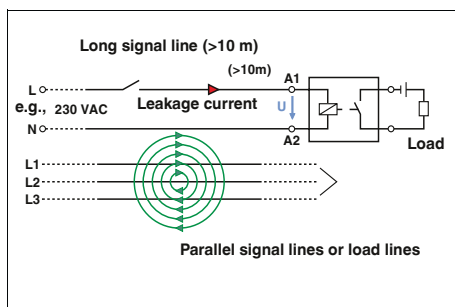 Long signal line (>10 m)
(>10m)
A1
L
e.g., 230 VAC
Leakage current
U
N
A2
Load
L1
L2
L3
Parallel signal lines or load lines